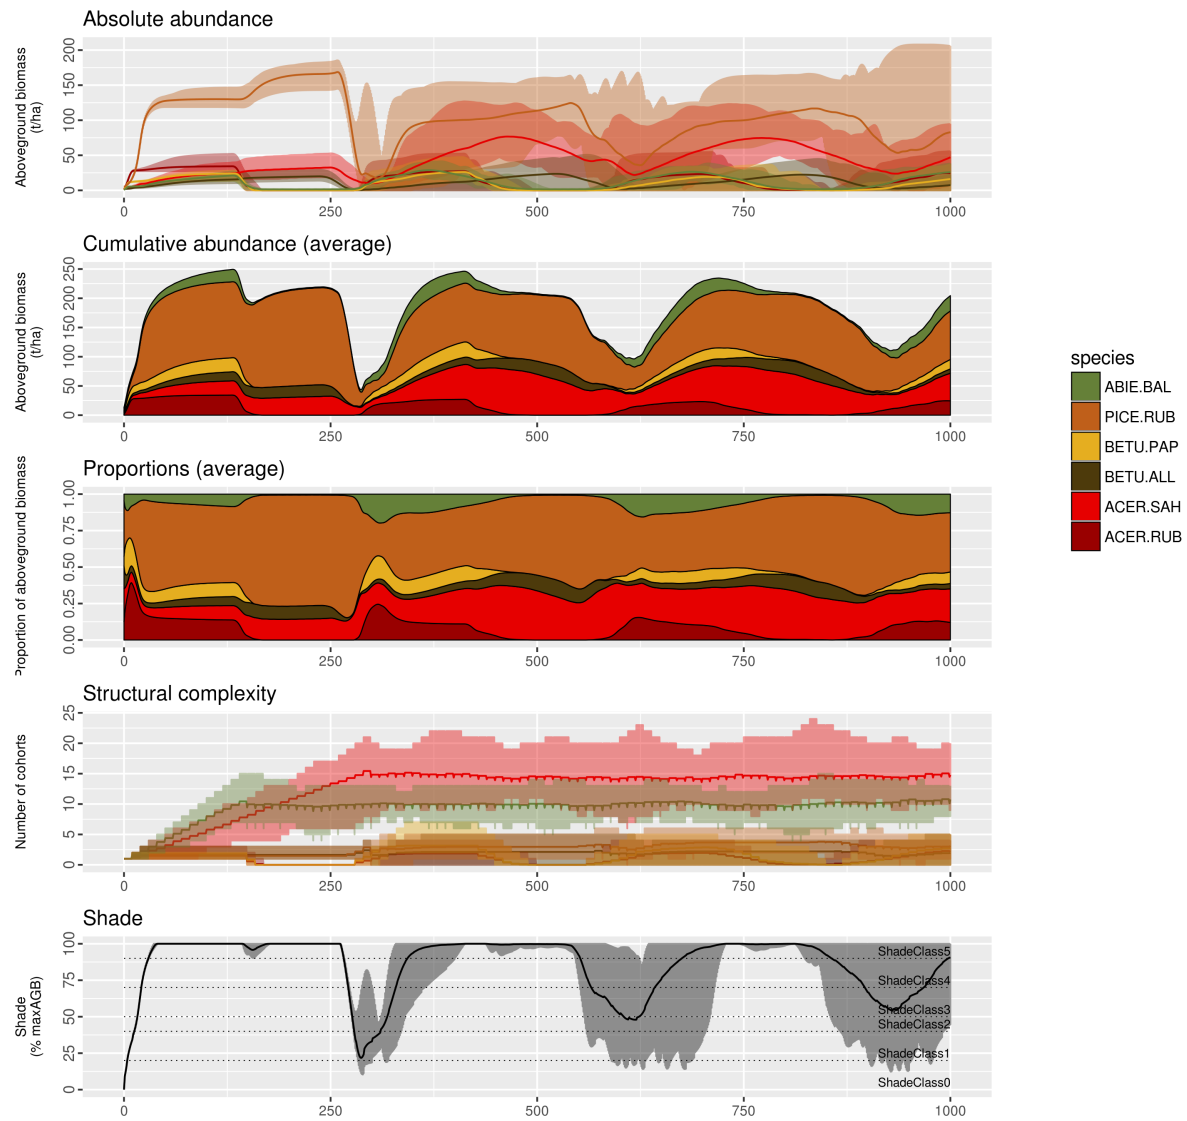 Absolute abundance
Aboveground biomass
(t/ha)
200
150
100
50
0
0 250 500 750 1000
Cumulative abundance (average)
Aboveground biomass
(t/ha)
250
200
150
100
50
0
0 250 500 750 1000
Proportions (average)
Proportion of aboveground biomass
1.00
0.75
0.50
0.25
0.00
0 250 500 750 1000
Structural complexity
Number of cohorts
25
20
15
10
5
0
0 250 500 750 1000
Shade
Shade
(% maxAGB)
100
75
50
25
0
ShadeClass5
ShadeClass4
ShadeClass3
ShadeClass2
ShadeClass1
ShadeClass0
0 250 500 750 1000
species
ABIE.BAL
PICE.RUB
BETU.PAP
BETU.ALL
ACER.SAH
ACER.RUB